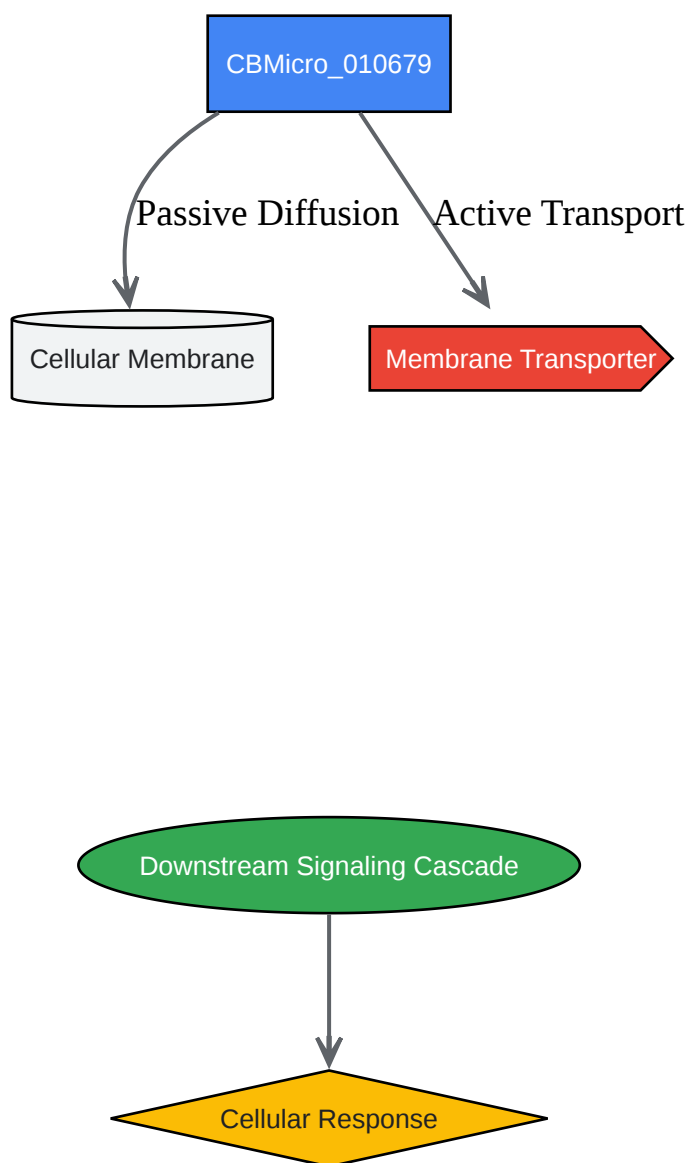 CBMicro_010679
Passive Diffusion
Active Transport
Cellular Membrane
Membrane Transporter
Downstream Signaling Cascade
Cellular Response